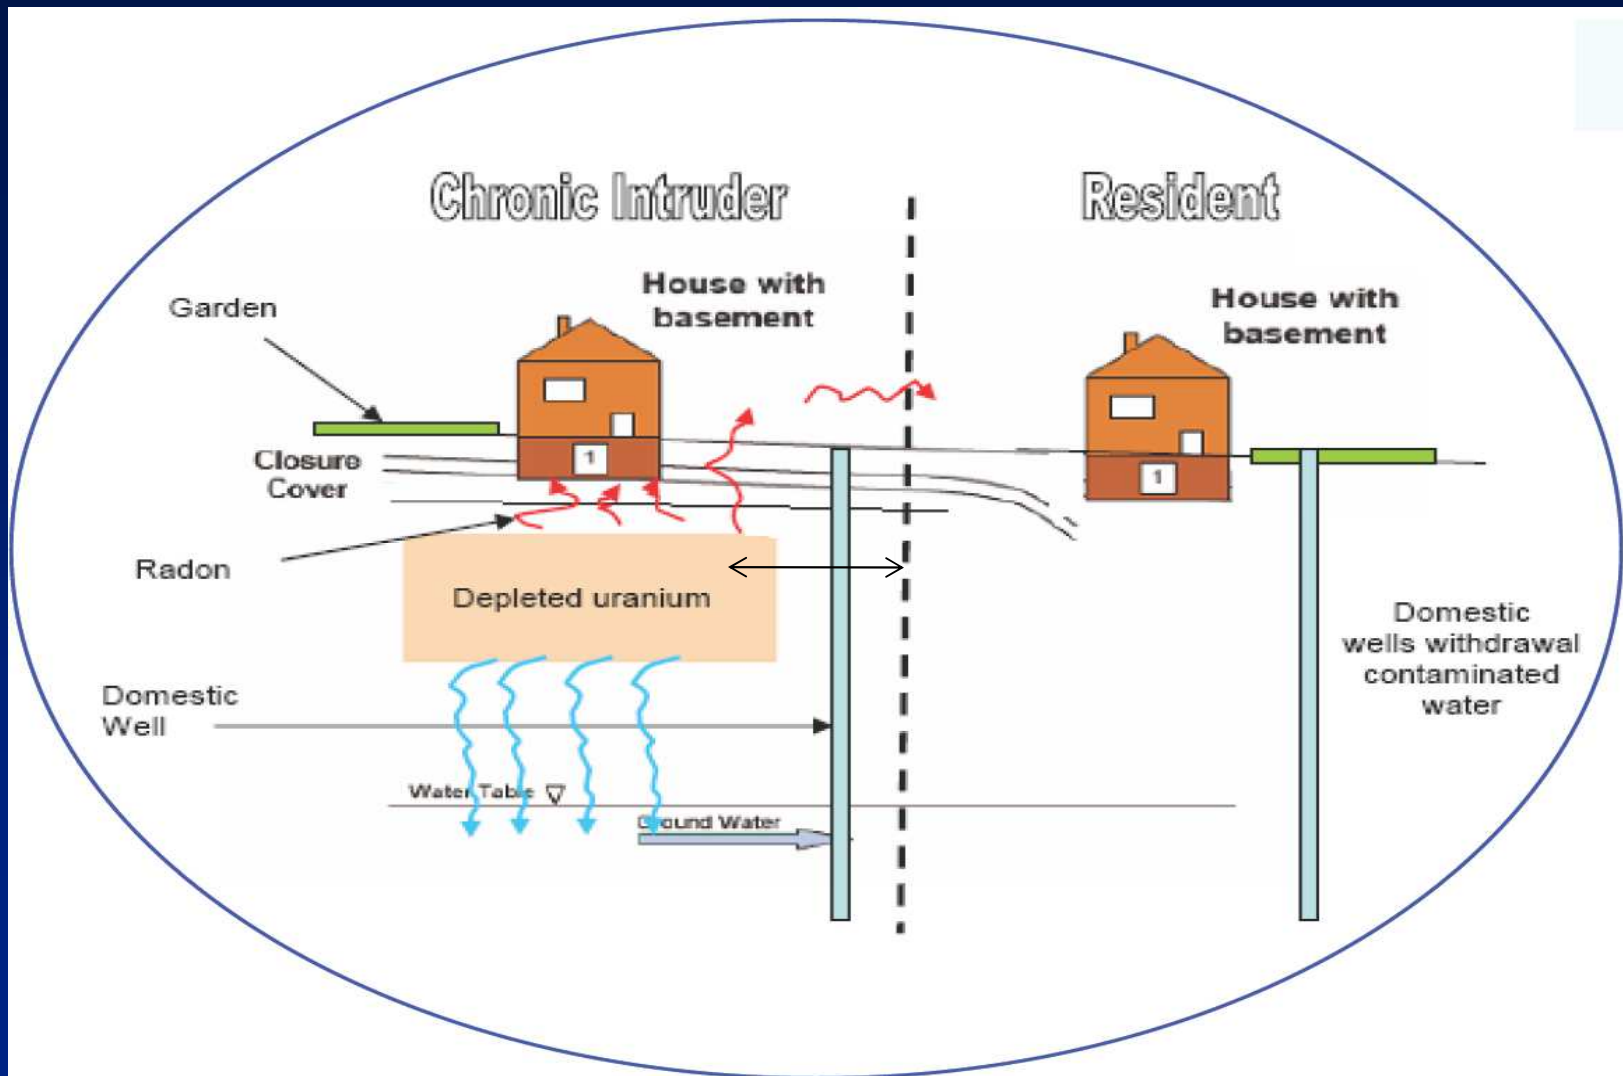 Chronic Intruder
Resident
House with
basement
House with
basement
Garden
Closure
Cover
1
1
Radon
Depleted uranium
Domestic
wells withdrawal
contaminated
water
Domestic
Well
Water Table
Ground Water